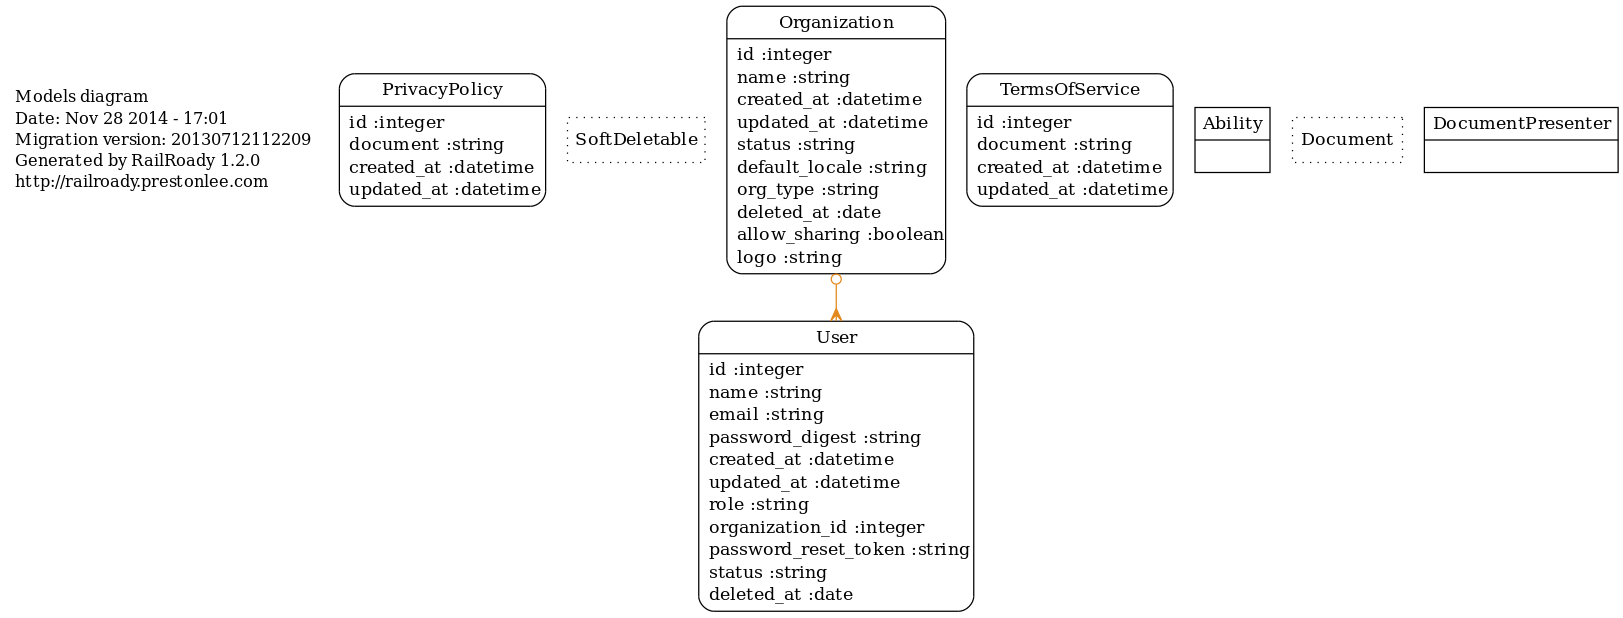 Models diagram
Date: Nov 28 2014 - 17:01
Migration version: 20130712112209
Generated by RailRoady 1.2.0
http://railroady.prestonlee.com
PrivacyPolicy
id :integer
document :string
created_at :datetime
updated_at :datetime
SoftDeletable
Organization
id :integer
name :string
created_at :datetime
updated_at :datetime
status :string
default_locale :string
org_type :string
deleted_at :date
allow_sharing :boolean
logo :string
TermsOfService
id :integer
document :string
created_at :datetime
updated_at :datetime
Ability
Document
DocumentPresenter
User
id :integer
name :string
email :string
password_digest :string
created_at :datetime
updated_at :datetime
role :string
organization_id :integer
password_reset_token :string
status :string
deleted_at :date